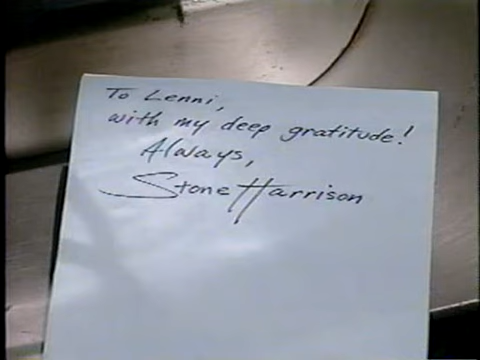 To Lenni,
with my deep gratitude!
Always,
Stone Harrison